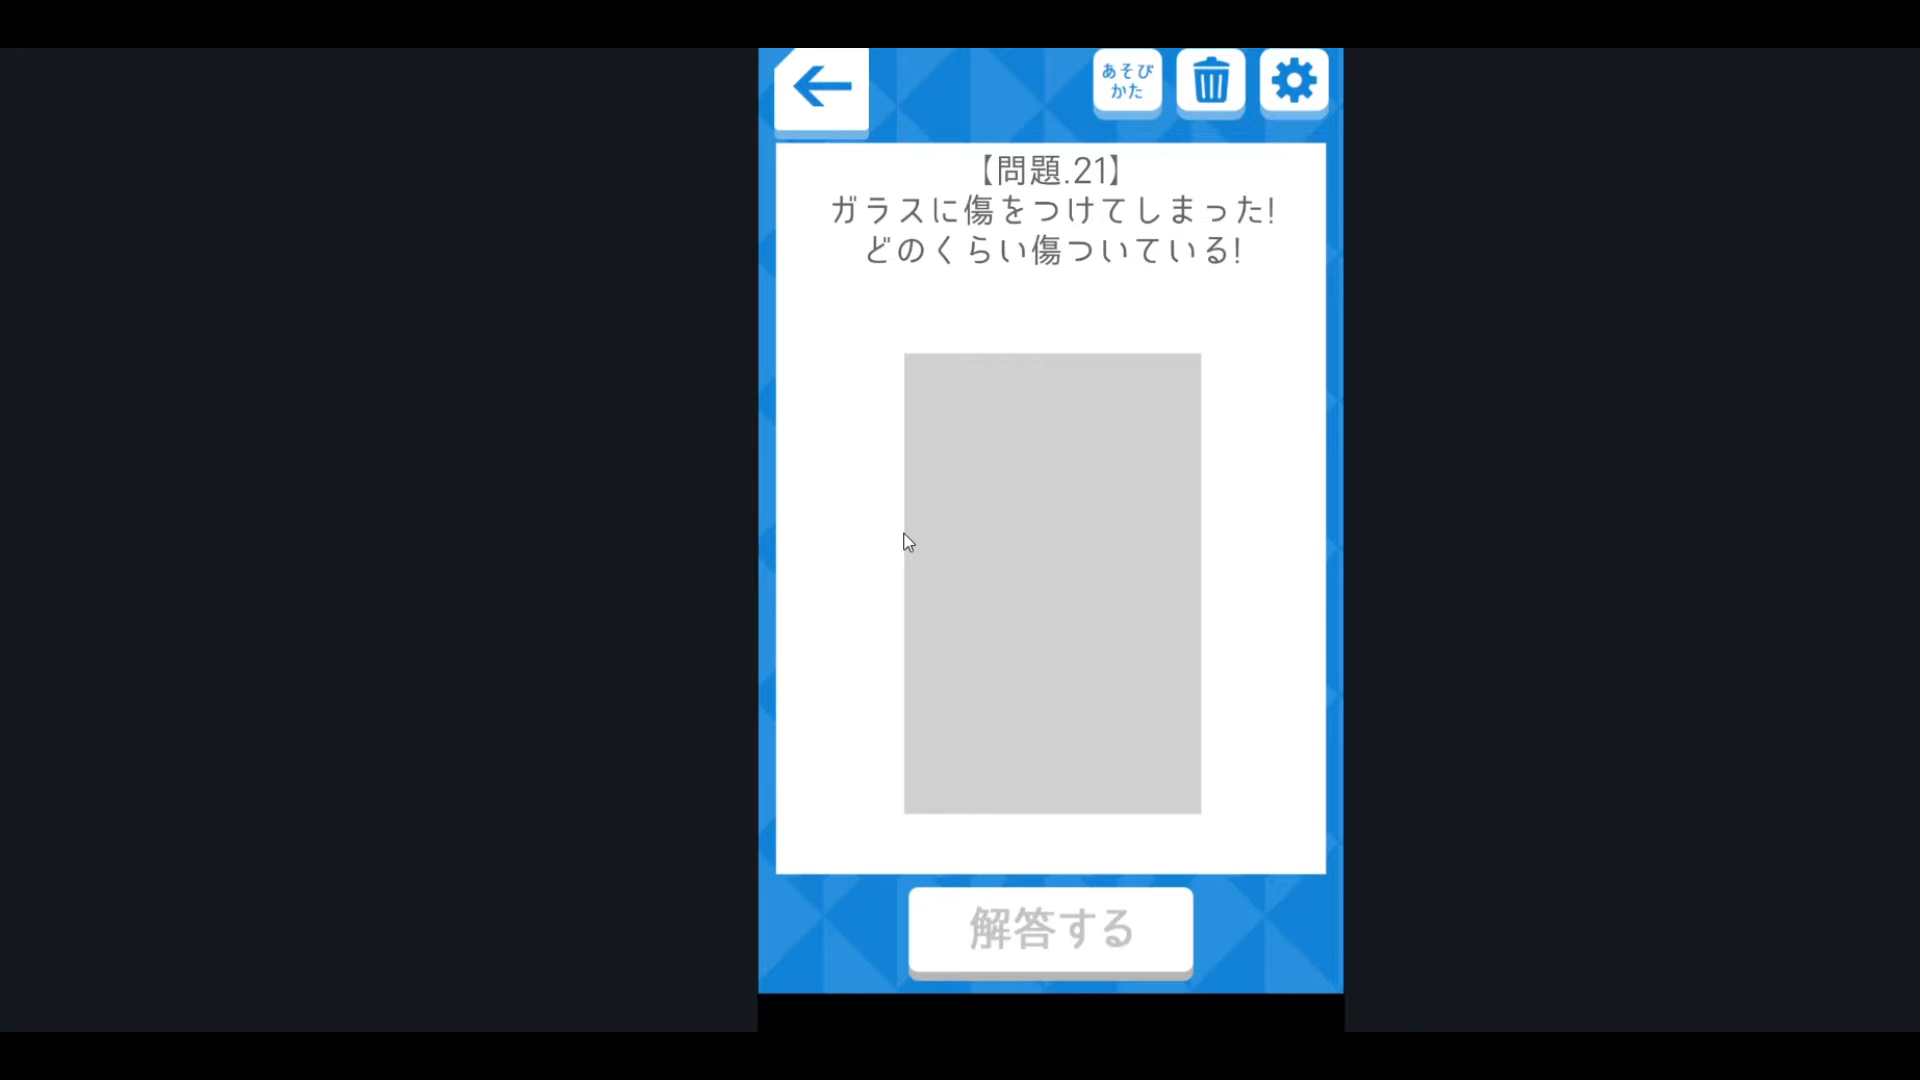 あそび
かた
【問題.21】
ガラスに傷をつけてしまった!
どのくらい傷ついている!
解答する